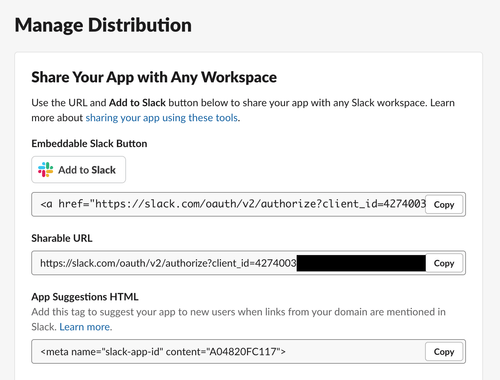 Manage Distribution
Share Your App with Any Workspace
Use the URL and Add to Slack button below to share your app with any Slack workspace. Learn
more about sharing your app using these tools.
Embeddable Slack Button
Add to Slack
<a href="https://slack.com/oauth/v2/authorize?client_id=4274003 Copy
Sharable URL
https://slack.com/oauth/v2/authorize?client_id=4274003 Copy
App Suggestions HTML
Add this tag to suggest your app to new users when links from your domain are mentioned in
Slack. Learn more.
<meta name="slack-app-id" content="A04820FC117"> Copy